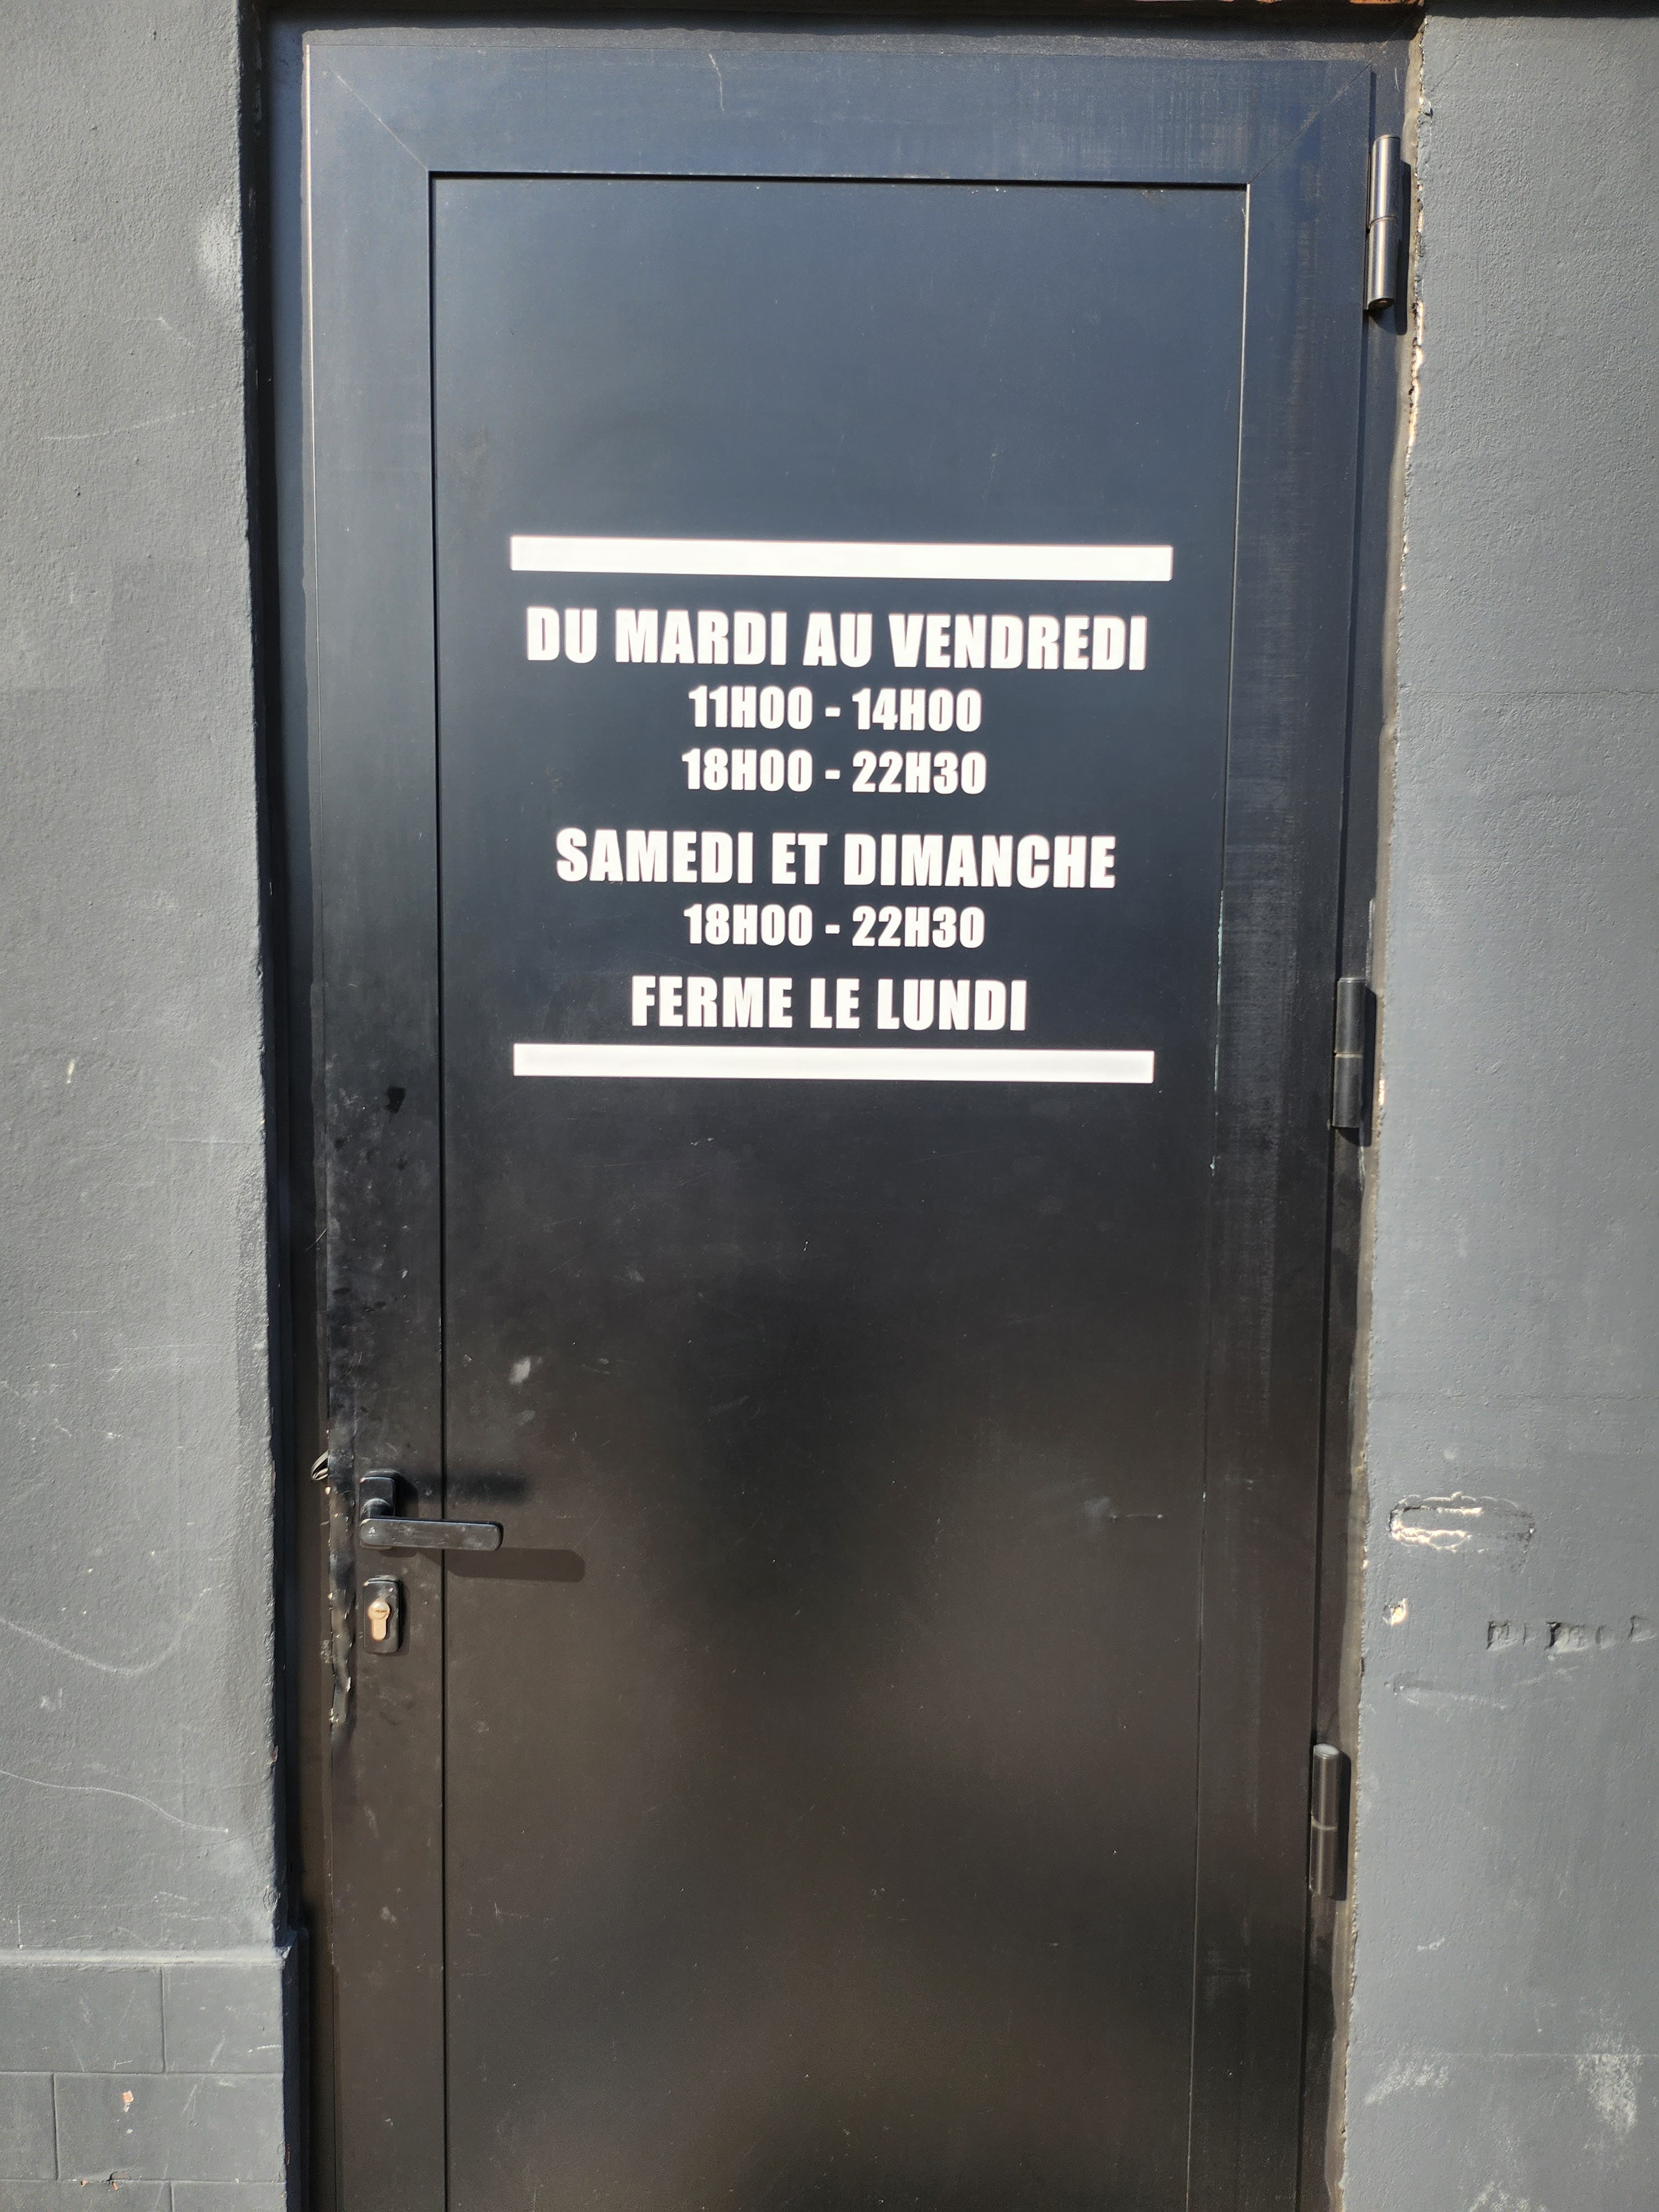 DU MARDI AU VENDREDI
11H00 - 14H00
18H00 - 22H30
SAMEDI ET DIMANCHE
18H00 - 22H30
FERME LE LUNDI